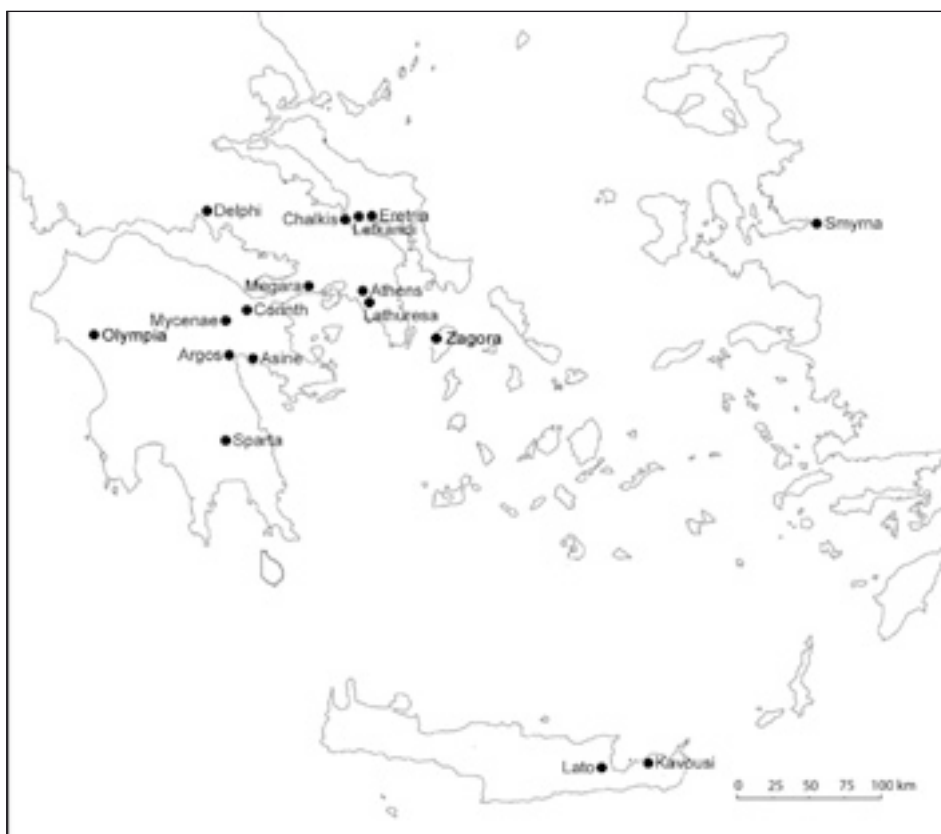 Delphi
Chalkis
Eretria
Lefkandi
Smyrna
Megara
Athens
Lathuresa
Corinth
Mycenae
Olympia
Zagora
Argos
Asine
Sparta
Lato
Kavousi
0 25 50 75 100 km